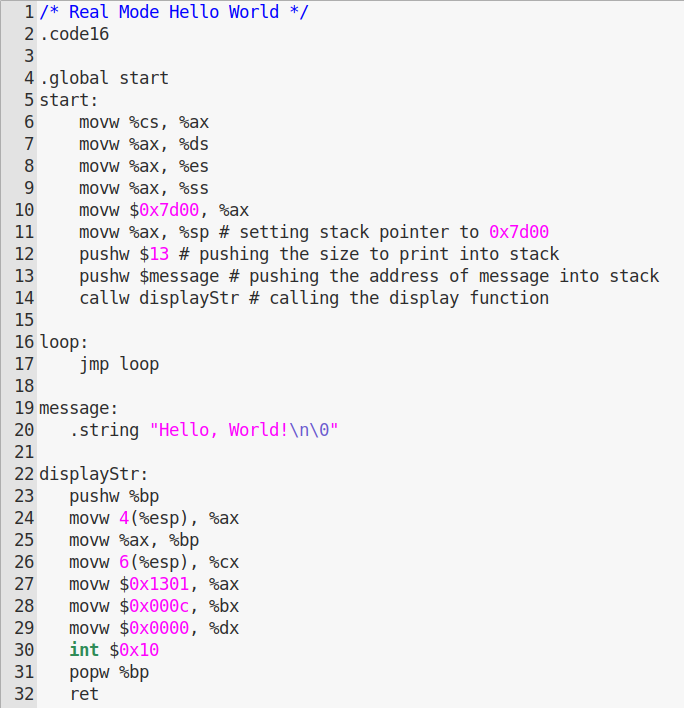 1 /* Real Mode Hello World */
2 .code16
3
4 .global start
5 start:
6     movw %cs, %ax
7     movw %ax, %ds
8     movw %ax, %es
9     movw %ax, %ss
10     movw $0x7d00, %ax
11     movw %ax, %sp # setting stack pointer to 0x7d00
12     pushw $13 # pushing the size to print into stack
13     pushw $message # pushing the address of message into stack
14     callw displayStr # calling the display function
15
16 loop:
17     jmp loop
18
19 message:
20    .string "Hello, World!\n\0"
21
22 displayStr:
23    pushw %bp
24    movw 4(%esp), %ax
25    movw %ax, %bp
26    movw 6(%esp), %cx
27    movw $0x1301, %ax
28    movw $0x000c, %bx
29    movw $0x0000, %dx
30    int $0x10
31    popw %bp
32    ret